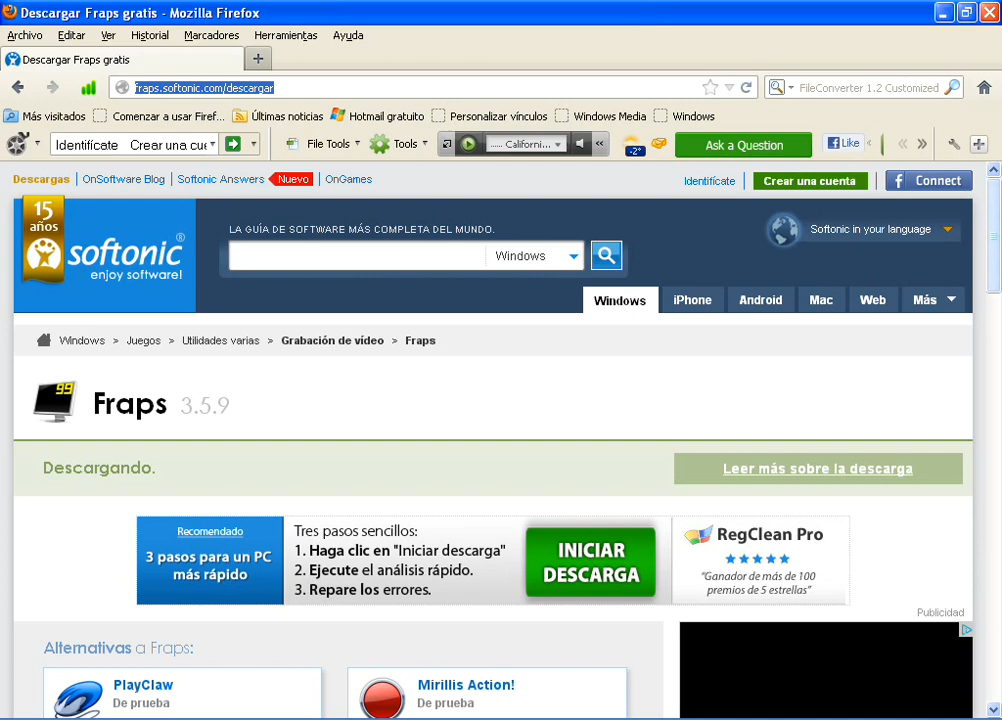 Descargar Fraps gratis - Mozilla Firefox
Archivo Editar Ver Historial Marcadores Herramientas Ayuda
Descargar Fraps gratis
fraps.softonic.com/descargar
FileConverter 1.2 Customized
Más visitados Comenzar a usar Firef... Últimas noticias Hotmail gratuito Personalizar vínculos Windows Media Windows
Identifícate Crear una cue File Tools Tools ..... Californi... -2° Ask a Question Like
Descargas OnSoftware Blog Softonic Answers Nuevo OnGames Identifícate Crear una cuenta f Connect
15 años
softonic®
enjoy software!
LA GUÍA DE SOFTWARE MÁS COMPLETA DEL MUNDO.
Windows
Softonic in your language
Windows iPhone Android Mac Web Más
Windows > Juegos > Utilidades varias > Grabación de vídeo > Fraps
99
Fraps 3.5.9
Descargando.
Leer más sobre la descarga
Recomendado
3 pasos para un PC
más rápido
Tres pasos sencillos:
1. Haga clic en "Iniciar descarga"
2. Ejecute el análisis rápido.
3. Repare los errores.
INICIAR
DESCARGA
RegClean Pro
"Ganador de más de 100
premios de 5 estrellas"
Publicidad
Alternativas a Fraps:
PlayClaw
De prueba
Mirillis Action!
De prueba